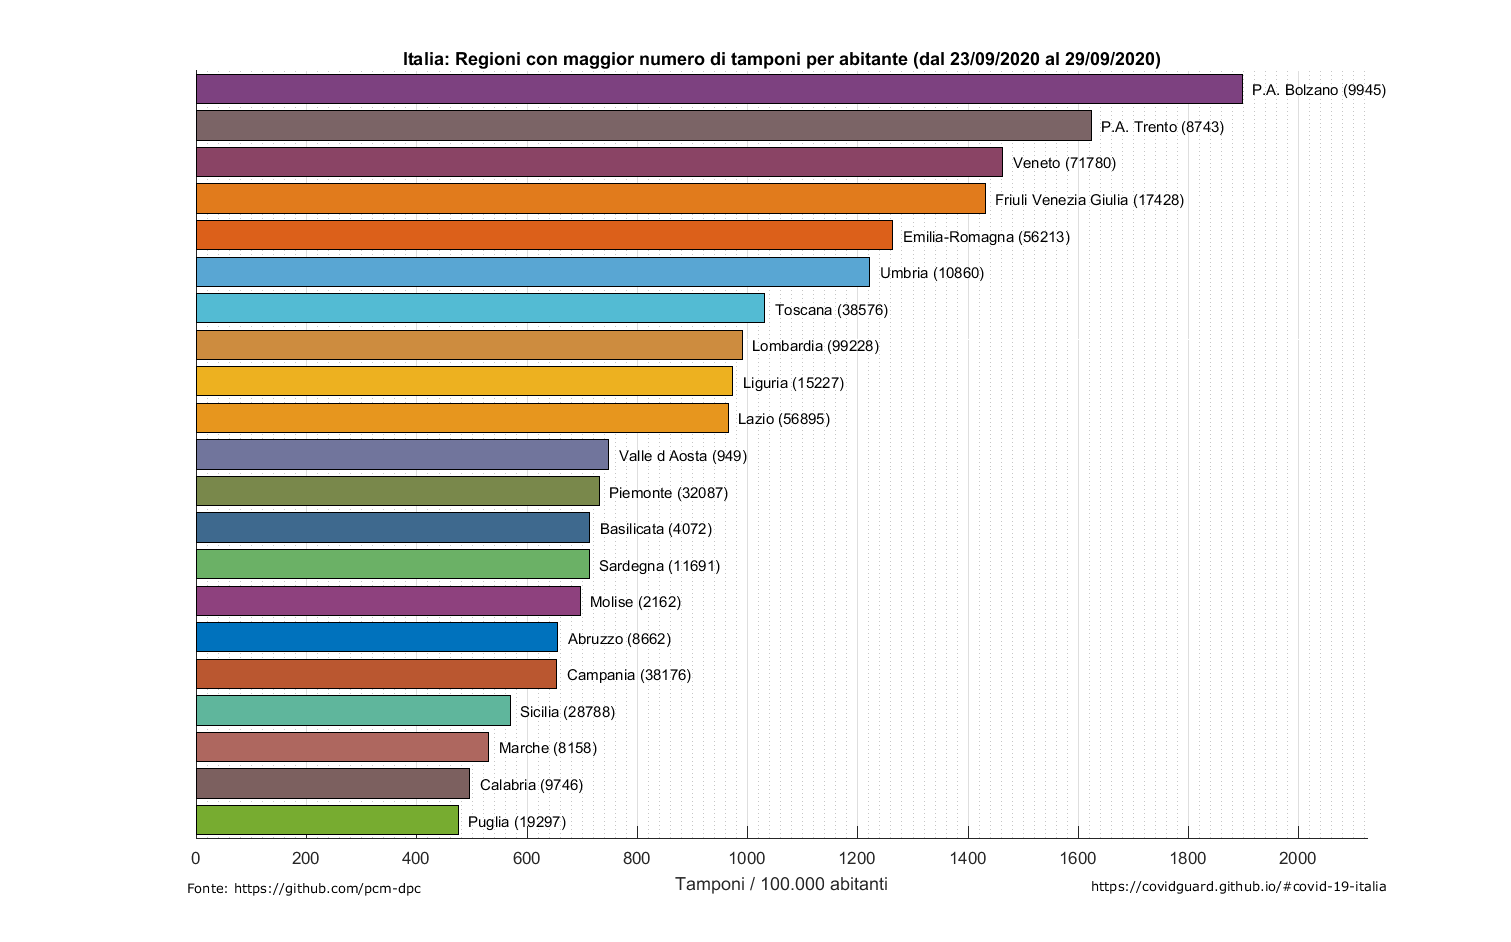 Italia: Regioni con maggior numero di tamponi per abitante (dal 23/09/2020 al 29/09/2020)
P.A. Bolzano (9945)
P.A. Trento (8743)
Veneto (71780)
Friuli Venezia Giulia (17428)
Emilia-Romagna (56213)
Umbria (10860)
Toscana (38576)
Lombardia (99228)
Liguria (15227)
Lazio (56895)
Valle d Aosta (949)
Piemonte (32087)
Basilicata (4072)
Sardegna (11691)
Molise (2162)
Abruzzo (8662)
Campania (38176)
Sicilia (28788)
Marche (8158)
Calabria (9746)
Puglia (19297)
0 200 400 600 800 1000 1200 1400 1600 1800 2000
Tamponi / 100.000 abitanti
Fonte: https://github.com/pcm-dpc
https://covidguard.github.io/#covid-19-italia